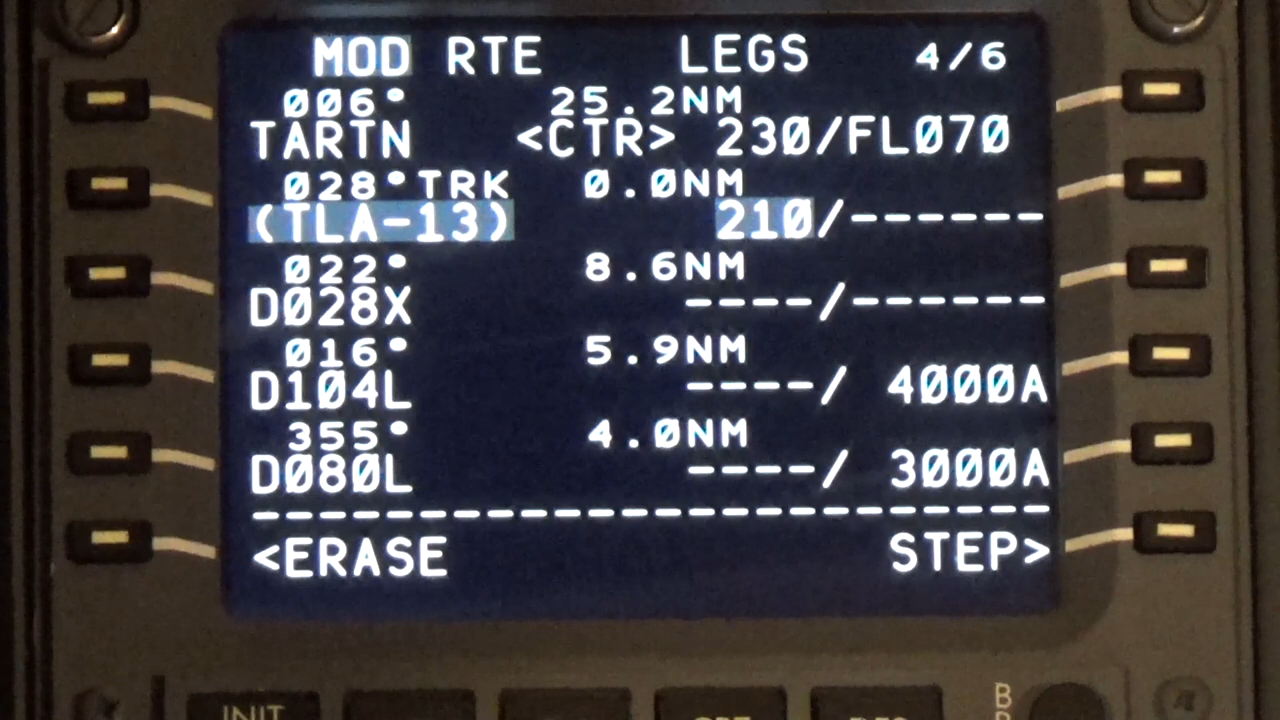 MOD RTE LEGS 4/6
006° 25.2NM
TARTN <CTR> 230/FL070
028°TRK 0.0NM
(TLA-13) 210/------
022° 8.6NM
D028X ----/------
016° 5.9NM
D104L ----/ 4000A
355° 4.0NM
D080L ----/ 3000A
------------------------
<ERASE STEP>
INIT
B